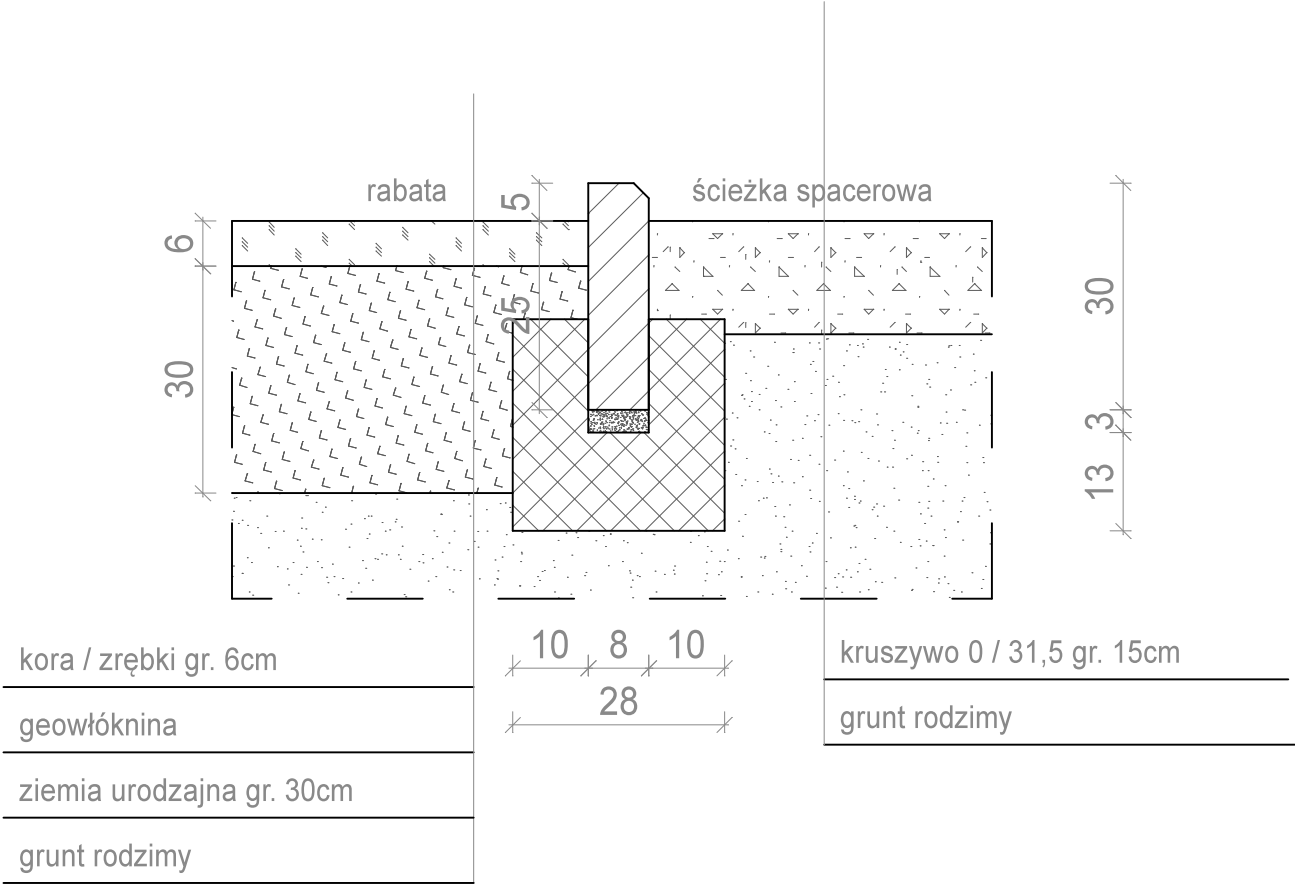 rabata
ścieżka spacerowa
5
6
25
30
30
3
13
10 8 10
28
kora / zrębki gr. 6cm
geowłóknina
ziemia urodzajna gr. 30cm
grunt rodzimy
kruszywo 0 / 31,5 gr. 15cm
grunt rodzimy